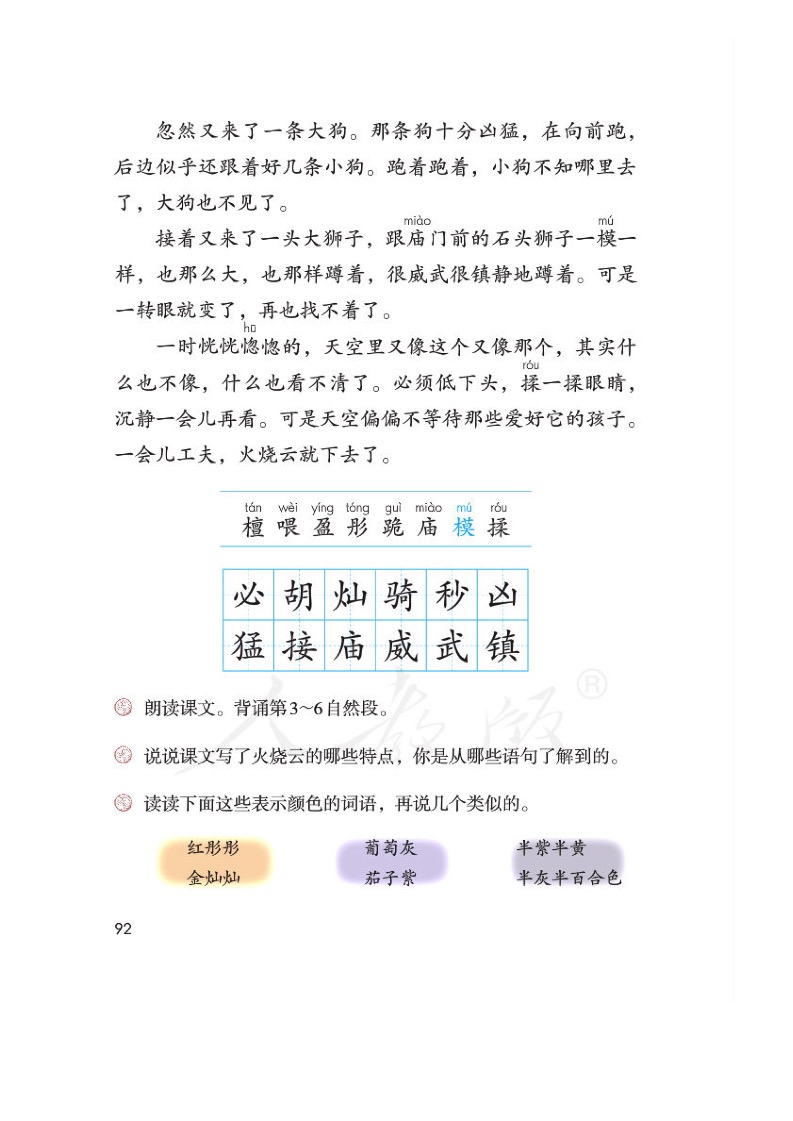 忽然又来了一条大狗。那条狗十分凶猛，在向前跑，
后边似乎还跟着好几条小狗。跑着跑着，小狗不知哪里去
了，大狗也不见了。
miào mú
接着又来了一头大狮子，跟庙门前的石头狮子一模一
样，也那么大，也那样蹲着，很威武很镇静地蹲着。可是
一转眼就变了，再也找不着了。
hū
一时恍恍惚惚的，天空里又像这个又像那个，其实什
róu
么也不像，什么也看不清了。必须低下头，揉一揉眼睛，
沉静一会儿再看。可是天空偏偏不等待那些爱好它的孩子。
一会儿工夫，火烧云就下去了。
tán wèi yíng tóng guì miào mú róu
檀 喂 盈 彤 跪 庙 模 揉
必 胡 灿 骑 秒 凶
猛 接 庙 威 武 镇
朗读课文。背诵第3~6自然段。
说说课文写了火烧云的哪些特点，你是从哪些语句了解到的。
读读下面这些表示颜色的词语，再说几个类似的。
红彤彤 葡萄灰 半紫半黄
金灿灿 茄子紫 半灰半百合色
92
人教版®